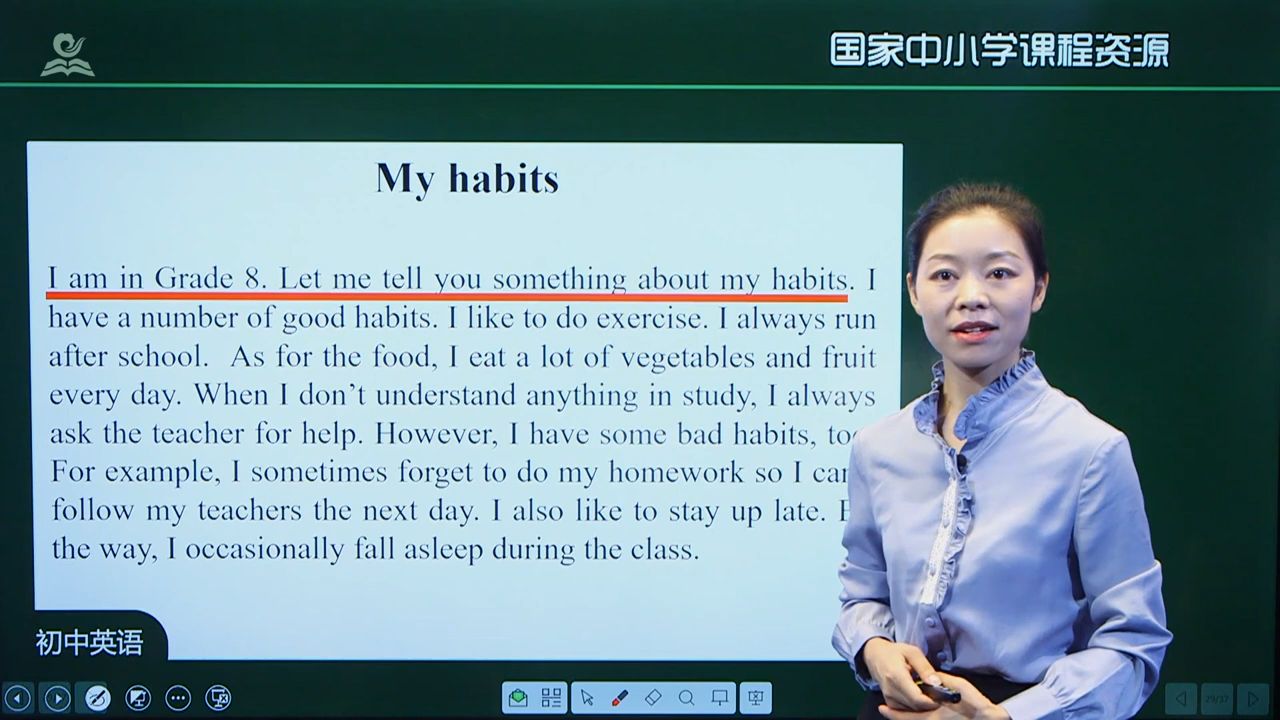 国家中小学课程资源
My habits
I am in Grade 8. Let me tell you something about my habits. I
have a number of good habits. I like to do exercise. I always run
after school. As for the food, I eat a lot of vegetables and fruit
every day. When I don't understand anything in study, I always
ask the teacher for help. However, I have some bad habits,
For example, I sometimes forget to do my homework so I
follow my teachers the next day. I also like to stay up late.
the way, I occasionally fall asleep during the class.
初中英语
29/37